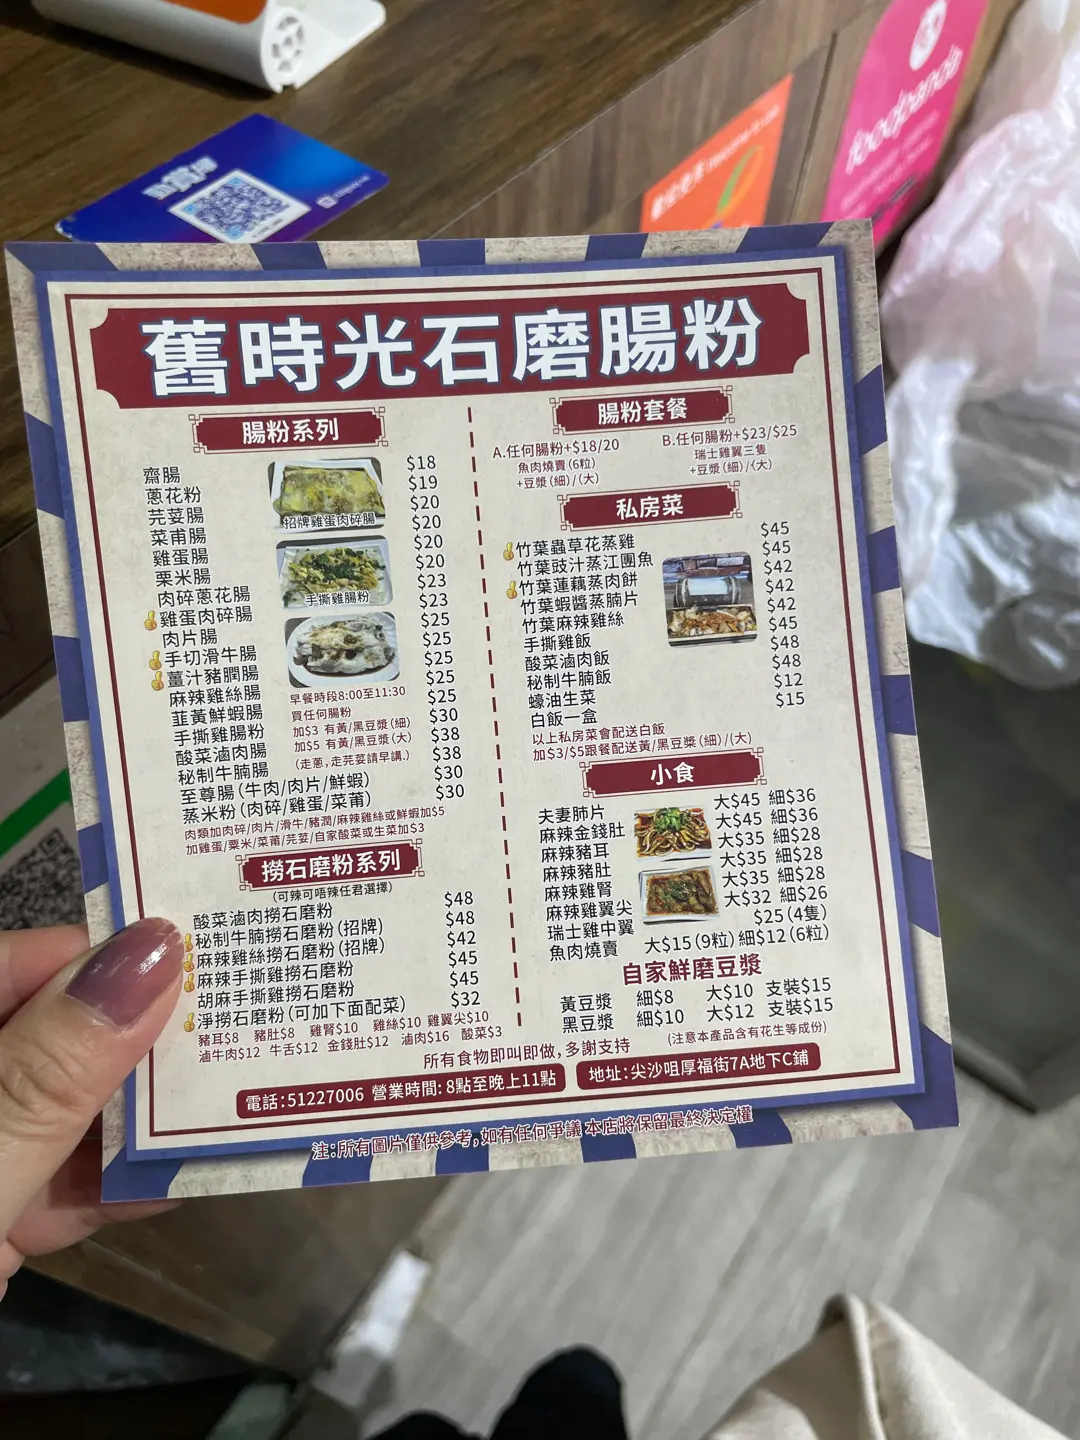 foodpanda
舊時光石磨腸粉
腸粉系列
齋腸 $18
蔥花粉 $19
芫荽腸 $20
菜甫腸 $20
雞蛋腸 $20
粟米腸 $20
肉碎蔥花腸 $23
雞蛋肉碎腸 $23
肉片腸 $25
手切滑牛腸 $25
薑汁豬膶腸 $25
麻辣雞絲腸 $25
韮黃鮮蝦腸 $25
手撕雞腸粉 $30
酸菜滷肉腸 $38
秘制牛腩腸 $38
至尊腸(牛肉/肉片/鮮蝦) $30
蒸米粉(肉碎/雞蛋/菜莆) $30
招牌雞蛋肉碎腸
手撕雞腸粉
早餐時段8:00至11:30
買任何腸粉
加$3 有黃/黑豆漿(細)
加$5 有黃/黑豆漿(大)
(走蔥,走芫荽請早講.)
肉類加肉碎/肉片/滑牛/豬潤/麻辣雞絲或鮮蝦加$5
加雞蛋/粟米/菜莆/芫荽/自家酸菜或生菜加$3
撈石磨粉系列
(可辣可唔辣任君選擇)
酸菜滷肉撈石磨粉 $48
秘制牛腩撈石磨粉(招牌) $48
麻辣雞絲撈石磨粉(招牌) $42
麻辣手撕雞撈石磨粉 $45
胡麻手撕雞撈石磨粉 $45
淨撈石磨粉(可加下面配菜) $32
豬耳$8 豬肚$8 雞腎$10 雞絲$10 雞翼尖$10
滷牛肉$12 牛舌$12 金錢肚$12 滷肉$16 酸菜$3
腸粉套餐
A.任何腸粉+$18/20
魚肉燒賣(6粒)
+豆漿(細)/(大)
B.任何腸粉+$23/$25
瑞士雞翼三隻
+豆漿(細)/(大)
私房菜
竹葉蟲草花蒸雞 $45
竹葉豉汁蒸江團魚 $45
竹葉蓮藕蒸肉餅 $42
竹葉蝦醬蒸腩片 $42
竹葉麻辣雞絲 $42
手撕雞飯 $45
酸菜滷肉飯 $48
秘制牛腩飯 $48
蠔油生菜 $12
白飯一盒 $15
以上私房菜會配送白飯
加$3/$5跟餐配送黃/黑豆漿(細)/(大)
小食
夫妻肺片 大$45 細$36
麻辣金錢肚 大$45 細$36
麻辣豬耳 大$35 細$28
麻辣豬肚 大$35 細$28
麻辣雞腎 大$35 細$28
麻辣雞翼尖 大$32 細$26
瑞士雞中翼 $25(4隻)
魚肉燒賣 大$15(9粒) 細$12(6粒)
自家鮮磨豆漿
黃豆漿 細$8 大$10 支裝$15
黑豆漿 細$10 大$12 支裝$15
(注意本產品含有花生等成份)
所有食物即叫即做,多謝支持
電話:51227006 營業時間: 8點至晚上11點
地址:尖沙咀厚福街7A地下C鋪
注:所有圖片僅供參考,如有任何爭議 本店將保留最終決定權